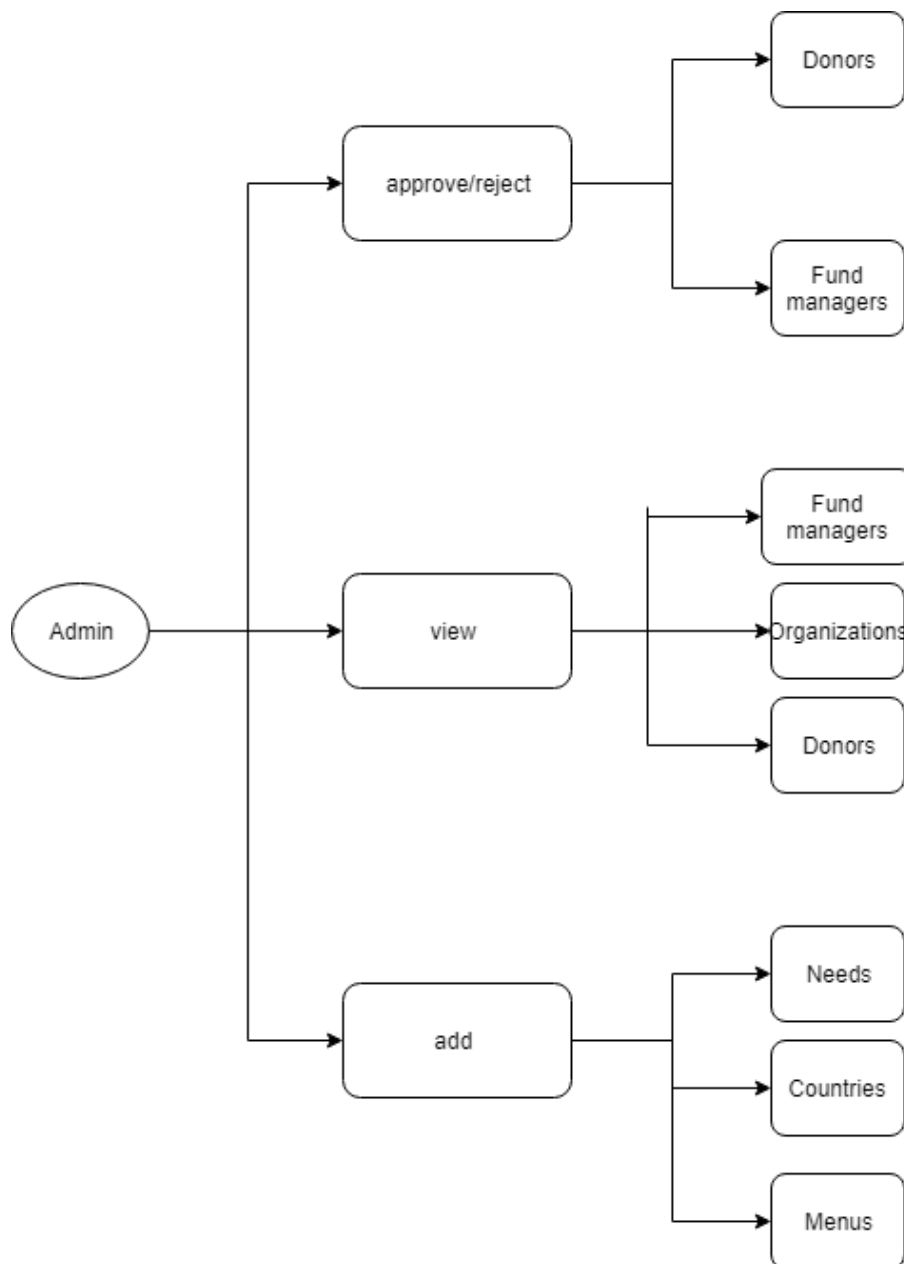 Donors
approve/reject
Fund
managers
Fund
managers
Admin
view
Organizations
Donors
Needs
add
Countries
Menus